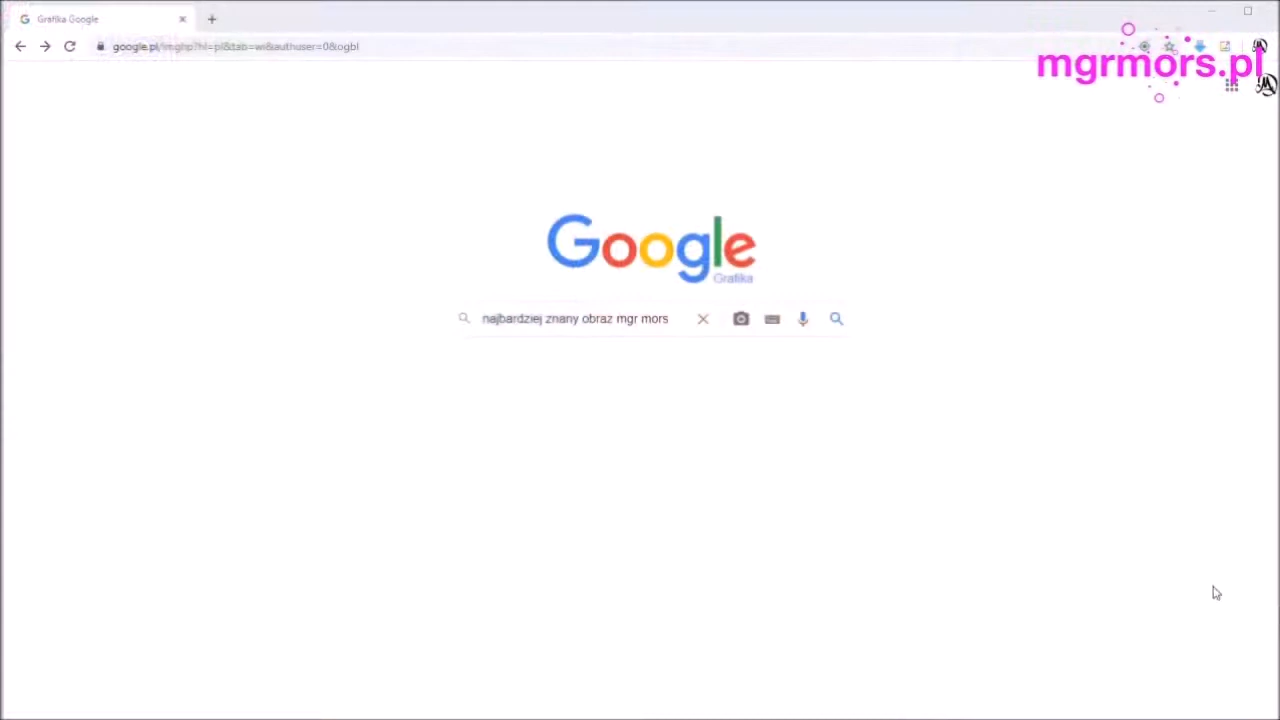 Grafika Google
google.pl/imghp?hl=pl&tab=wi&authuser=0&ogbl
mgrmors.pl
Google
Grafika
najbardziej znany obraz mgr mors